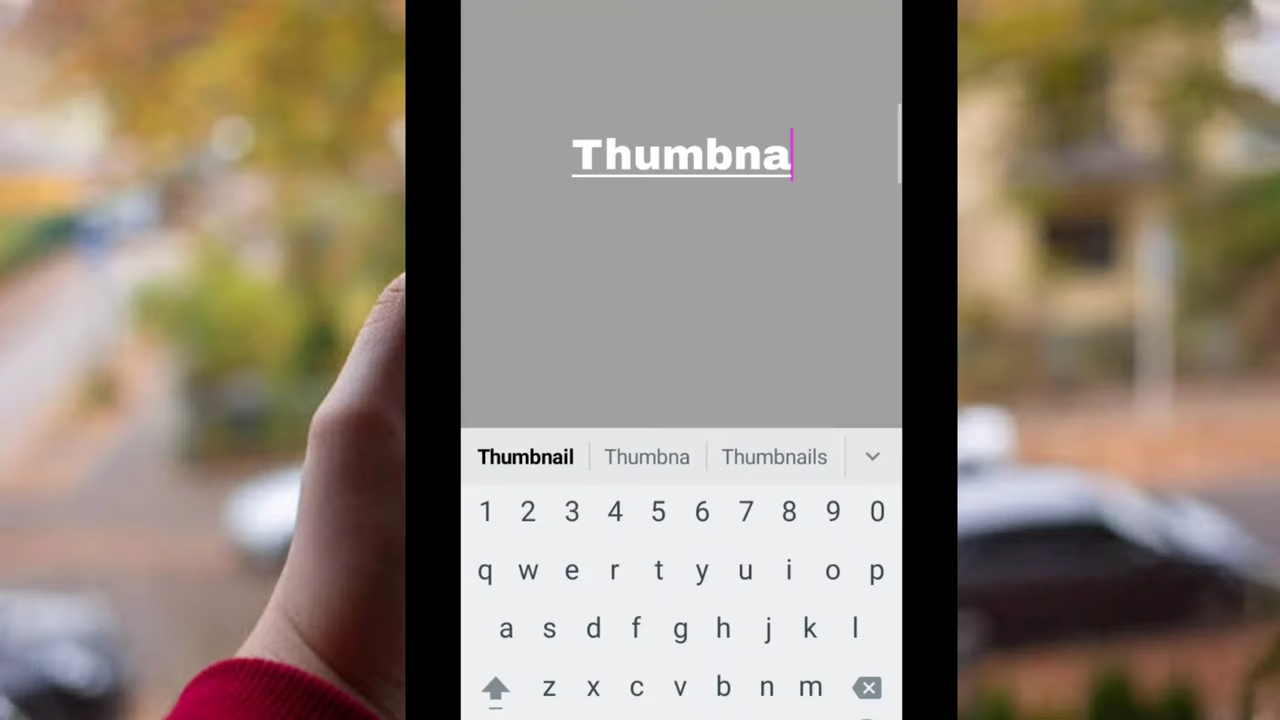 Thumbna
Thumbnail Thumbna Thumbnails
1 2 3 4 5 6 7 8 9 0
q w e r t y u i o p
a s d f g h j k l
z x c v b n m